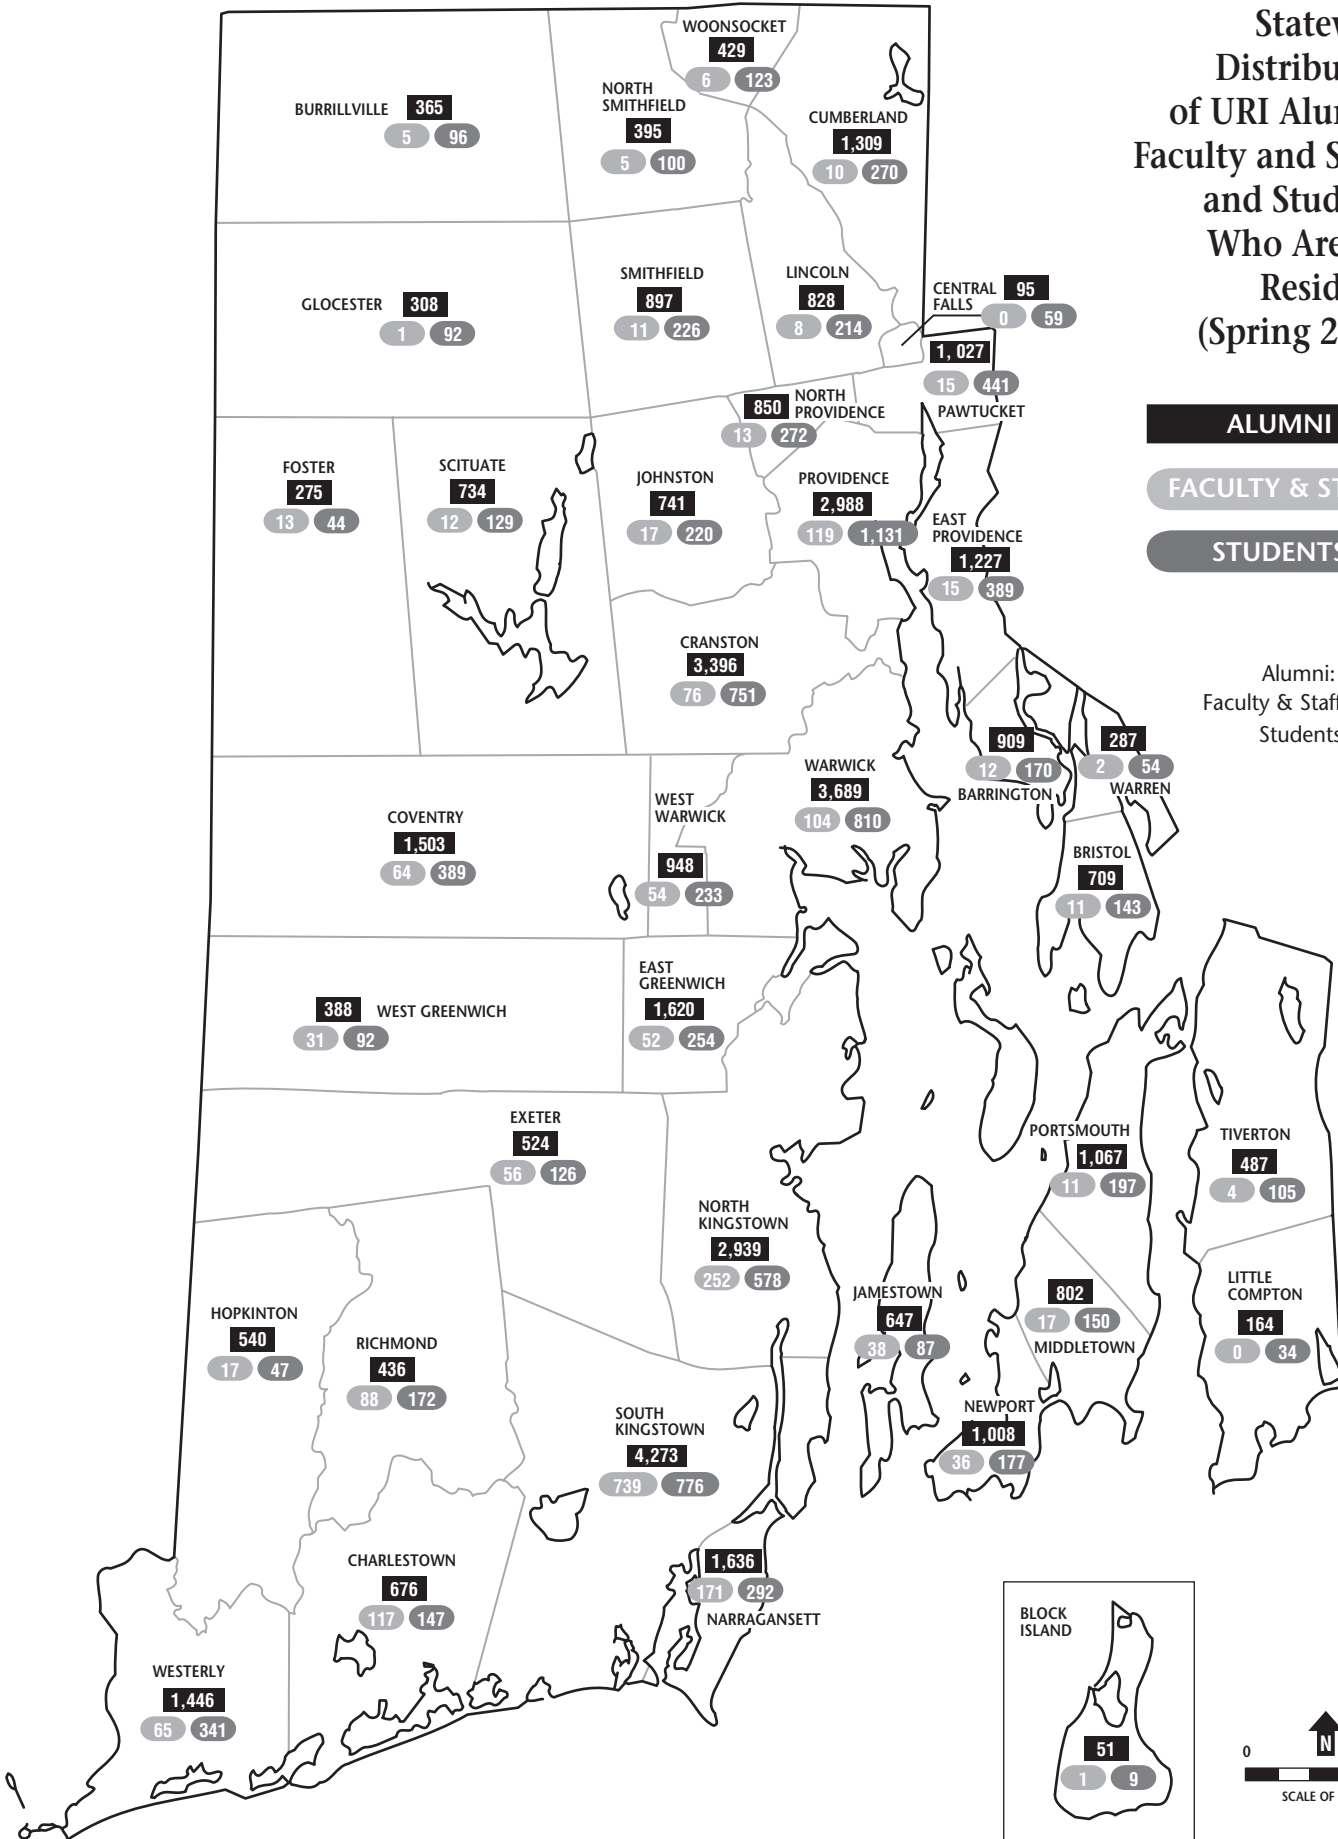 WOONSOCKET
429
6 123
BURRILLVILLE 365
5 96
NORTH
SMITHFIELD
395
5 100
CUMBERLAND
1,309
10 270
GLOCESTER 308
1 92
SMITHFIELD
897
11 226
LINCOLN
828
8 214
CENTRAL
FALLS
95
0 59
1, 027
15 441
PAWTUCKET
850 NORTH
PROVIDENCE
13 272
FOSTER
275
13 44
SCITUATE
734
12 129
JOHNSTON
741
17 220
PROVIDENCE
2,988
119 1,131
EAST
PROVIDENCE
1,227
15 389
CRANSTON
3,396
76 751
909
12 170
BARRINGTON
287
2 54
WARREN
WARWICK
3,689
104 810
WEST
WARWICK
948
54 233
COVENTRY
1,503
64 389
BRISTOL
709
11 143
388 WEST GREENWICH
31 92
EAST
GREENWICH
1,620
52 254
EXETER
524
56 126
PORTSMOUTH
1,067
11 197
TIVERTON
487
4 105
NORTH
KINGSTOWN
2,939
252 578
JAMESTOWN
647
38 87
802
17 150
MIDDLETOWN
LITTLE
COMPTON
164
0 34
HOPKINTON
540
17 47
RICHMOND
436
88 172
SOUTH
KINGSTOWN
4,273
739 776
NEWPORT
1,008
36 177
CHARLESTOWN
676
117 147
1,636
171 292
NARRAGANSETT
WESTERLY
1,446
65 341
BLOCK
ISLAND
51
1 9
Distribu
of URI Alu
Faculty and S
and Stud
Who Are
Resid
(Spring 2
ALUMNI
FACULTY & ST
STUDENTS
Alumni:
Faculty & Staff
Students
N
0
SCALE OF